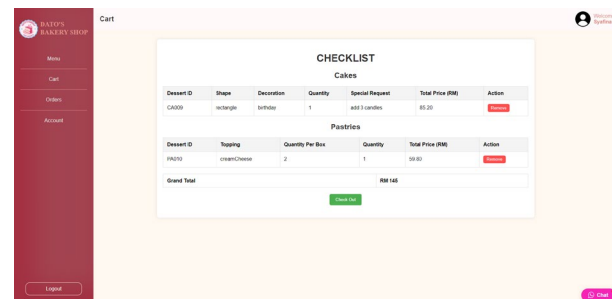 BATO'S
BAKERY SHOP
Cart
Menu
Cart
Orders
Account
Logout
CHECKLIST
Cakes
Dessert ID Shape Decoration Quantity Special Request Total Price (RM) Action
CA009 rectangle birthday 1 add 3 candles 85.20 Remove
Pastries
Dessert ID Topping Quantity Per Box Quantity Total Price (RM) Action
PA010 creamCheese 2 1 59.80 Remove
Grand Total RM 145
Check Out
Chat